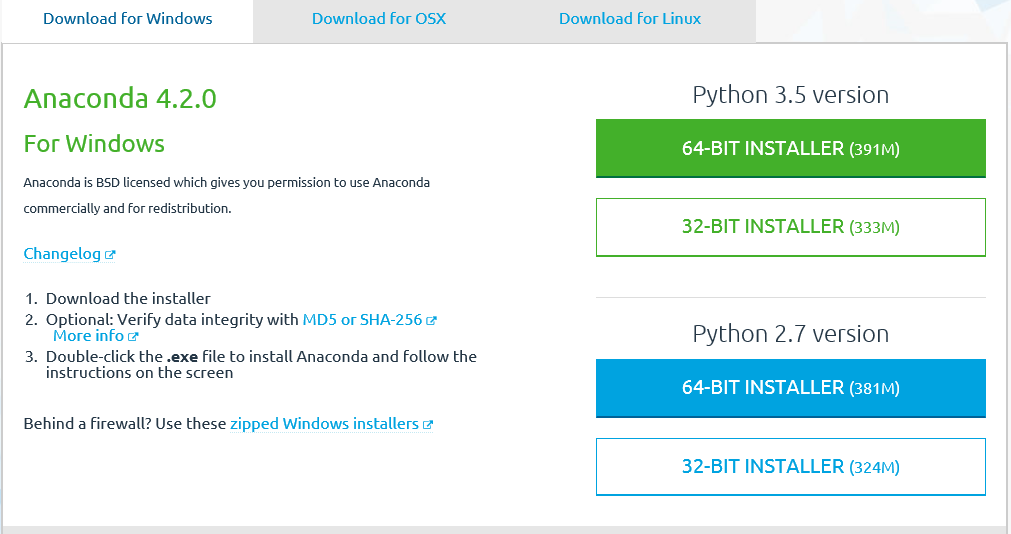 Download for Windows
Download for OSX
Download for Linux
Anaconda 4.2.0
For Windows
Anaconda is BSD licensed which gives you permission to use Anaconda
commercially and for redistribution.
Changelog
1. Download the installer
2. Optional: Verify data integrity with MD5 or SHA-256
More info
3. Double-click the .exe file to install Anaconda and follow the
instructions on the screen
Behind a firewall? Use these zipped Windows installers
Python 3.5 version
64-BIT INSTALLER (391M)
32-BIT INSTALLER (333M)
Python 2.7 version
64-BIT INSTALLER (381M)
32-BIT INSTALLER (324M)